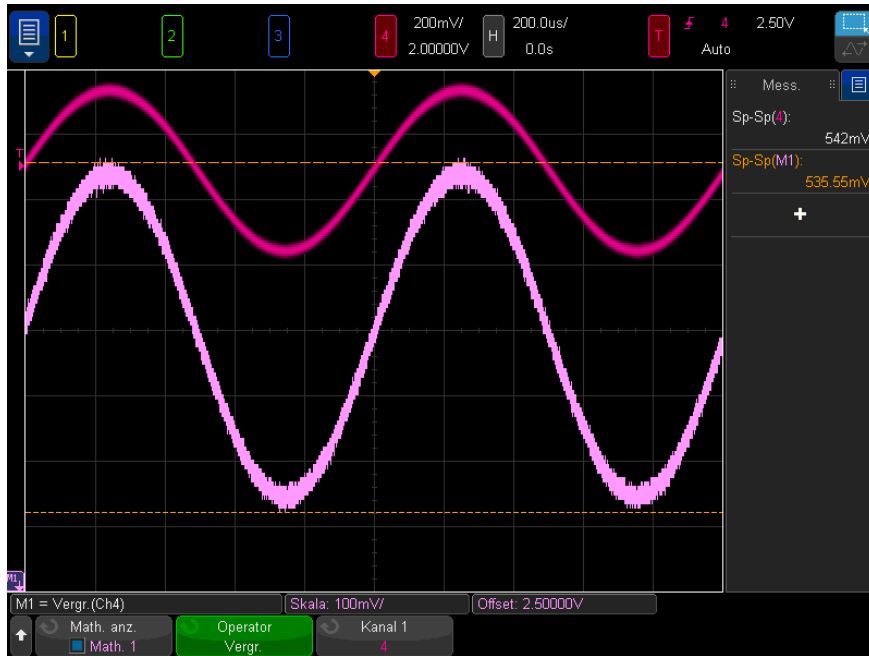 1 2 3 4 200mV/ H 200.0us/ T 4 2.50V
2.00000V 0.0s Auto
Mess.
Sp-Sp(4):
542mV
T
Sp-Sp(M1):
535.55mV
+
M1
M1 = Vergr.(Ch4) Skala: 100mV/ Offset: 2.50000V
Math. anz. Operator Kanal 1
Math. 1 Vergr. 4